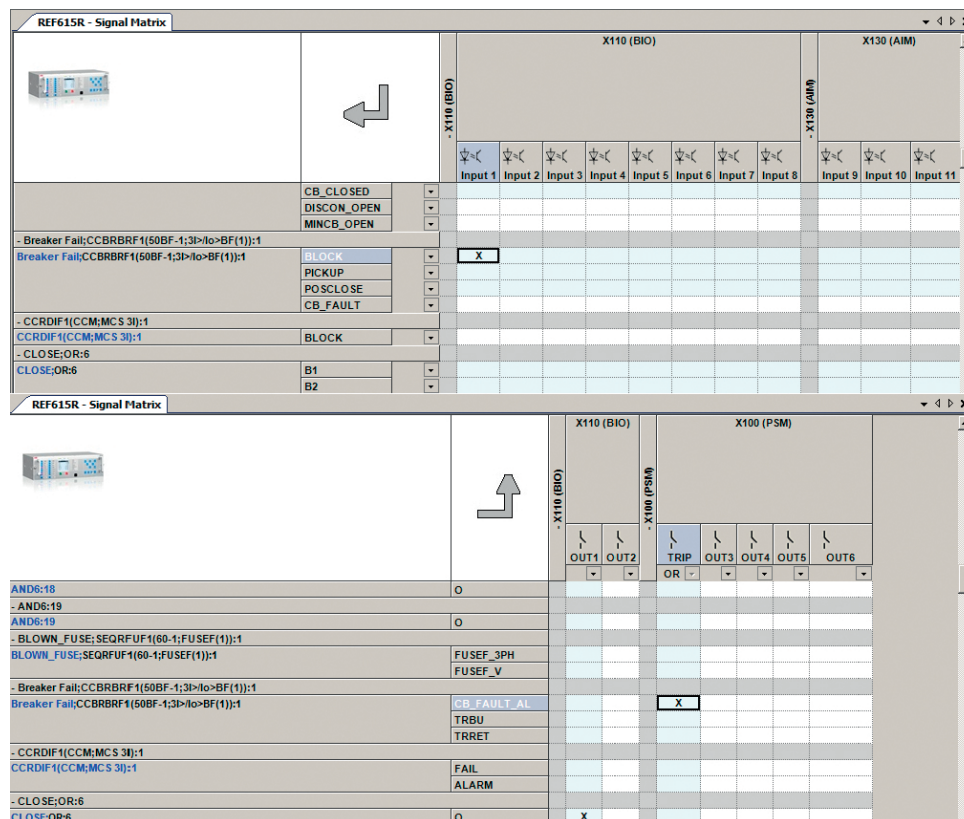 REF615R - Signal Matrix
X110 (BIO) X130 (AIM)
- X110 (BIO)
- X130 (AIM)
Input 1 Input 2 Input 3 Input 4 Input 5 Input 6 Input 7 Input 8 Input 9 Input 10 Input 11
CB_CLOSED
DISCON_OPEN
MINCB_OPEN
- Breaker Fail;CCBRBRF1(50BF-1;3I>/Io>BF(1)):1
Breaker Fail;CCBRBRF1(50BF-1;3I>/Io>BF(1)):1 BLOCK X
PICKUP
POSCLOSE
CB_FAULT
- CCRDIF1(CCM;MCS 3I):1
CCRDIF1(CCM;MCS 3I):1 BLOCK
- CLOSE;OR:6
CLOSE;OR:6 B1
B2
REF615R - Signal Matrix
X110 (BIO) X100 (PSM)
- X110 (BIO)
- X100 (PSM)
OUT1 OUT2 TRIP OUT3 OUT4 OUT5 OUT6
OR
AND6:18 O
- AND6:19
AND6:19 O
- BLOWN_FUSE;SEQRFUF1(60-1;FUSEF(1)):1
BLOWN_FUSE;SEQRFUF1(60-1;FUSEF(1)):1 FUSEF_3PH
FUSEF_V
- Breaker Fail;CCBRBRF1(50BF-1;3I>/Io>BF(1)):1
Breaker Fail;CCBRBRF1(50BF-1;3I>/Io>BF(1)):1 CB_FAULT_AL X
TRBU
TRRET
- CCRDIF1(CCM;MCS 3I):1
CCRDIF1(CCM;MCS 3I):1 FAIL
ALARM
- CLOSE;OR:6
CLOSE;OR:6 O X